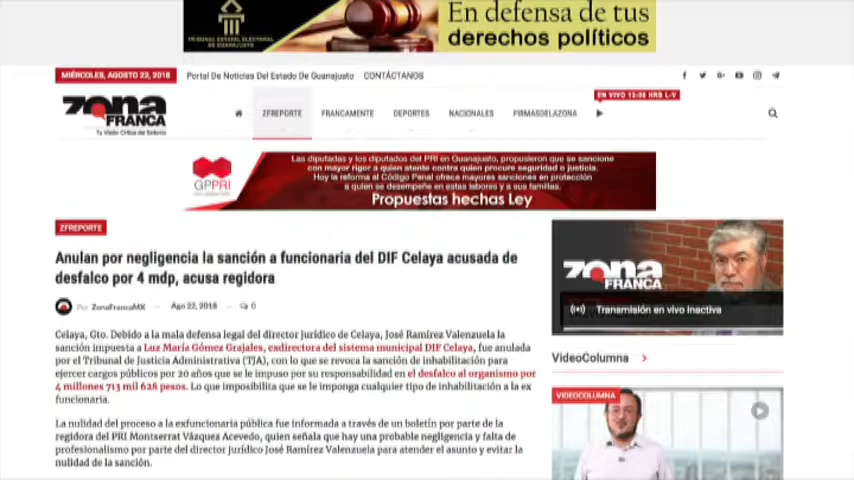 En defensa de tus
TRIBUNAL ESTATAL ELECTORAL
DE GUANAJUATO
derechos políticos
MIÉRCOLES, AGOSTO 22, 2018
Portal De Noticias Del Estado De Guanajuato
CONTÁCTANOS
EN VIVO 13:05 HRS L-V
ZONA
FRANCA
Tu Visión Crítica del Entorno
ZFREPORTE
FRANCAMENTE
DEPORTES
NACIONALES
FIRMASDELAZONA
Las diputadas y los diputados del PRI en Guanajuato, propusieron que se sancione
con mayor rigor a quien atente contra quien procure seguridad o justicia.
Hoy la reforma al Código Penal ofrece mayores sanciones en protección
a quien se desempeñe en estas labores y a sus familias.
GPPRI
Propuestas hechas Ley
ZFREPORTE
Anulan por negligencia la sanción a funcionaria del DIF Celaya acusada de
desfalco por 4 mdp, acusa regidora
Por ZonaFrancaMX — Ago 22, 2018 — 0
Celaya, Gto. Debido a la mala defensa legal del director jurídico de Celaya, José Ramírez Valenzuela la
sanción impuesta a Luz María Gómez Grajales, exdirectora del sistema municipal DIF Celaya, fue anulada
por el Tribunal de Justicia Administrativa (TJA), con lo que se revoca la sanción de inhabilitación para
ejercer cargos públicos por 20 años que se le impuso por su responsabilidad en el desfalco al organismo por
4 millones 713 mil 628 pesos. Lo que imposibilita que se le imponga cualquier tipo de inhabilitación a la ex
funcionaria.
La nulidad del proceso a la exfuncionaria pública fue informada a través de un boletín por parte de la
regidora del PRI Montserrat Vázquez Acevedo, quien señala que hay una probable negligencia y falta de
profesionalismo por parte del director jurídico José Ramírez Valenzuela para atender el asunto y evitar la
nulidad de la sanción.
ZONA
FRANCA
Transmisión en vivo inactiva
VideoColumna
VIDEOCOLUMNA